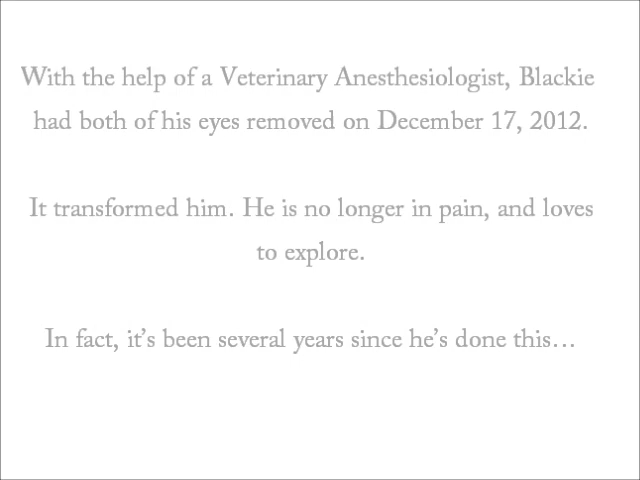 With the help of a Veterinary Anesthesiologist, Blackie
had both of his eyes removed on December 17, 2012.
It transformed him. He is no longer in pain, and loves
to explore.
In fact, it’s been several years since he’s done this…